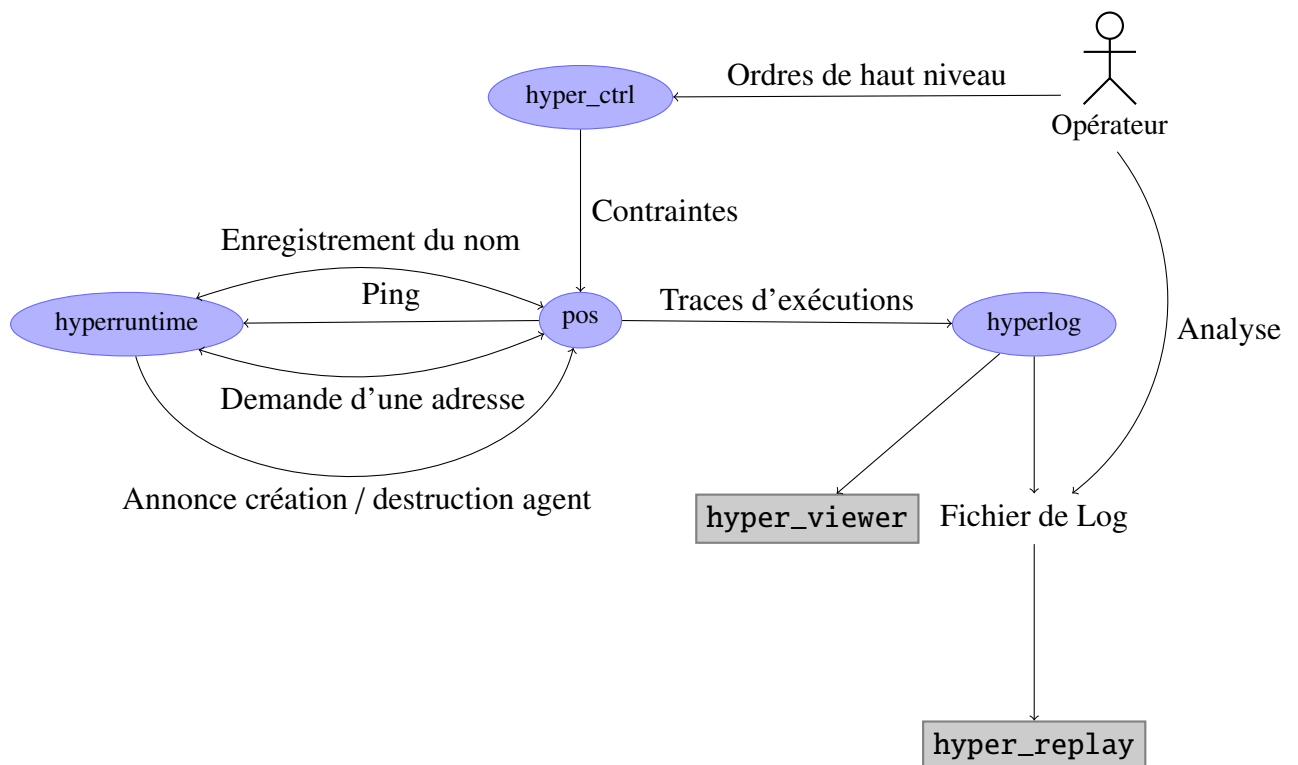 Ordres de haut niveau
hyper_ctrl
Opérateur
Contraintes
Enregistrement du nom
Ping
Traces d'exécutions
hyperruntime
pos
hyperlog
Analyse
Demande d'une adresse
Annonce création / destruction agent
hyper_viewer
Fichier de Log
hyper_replay